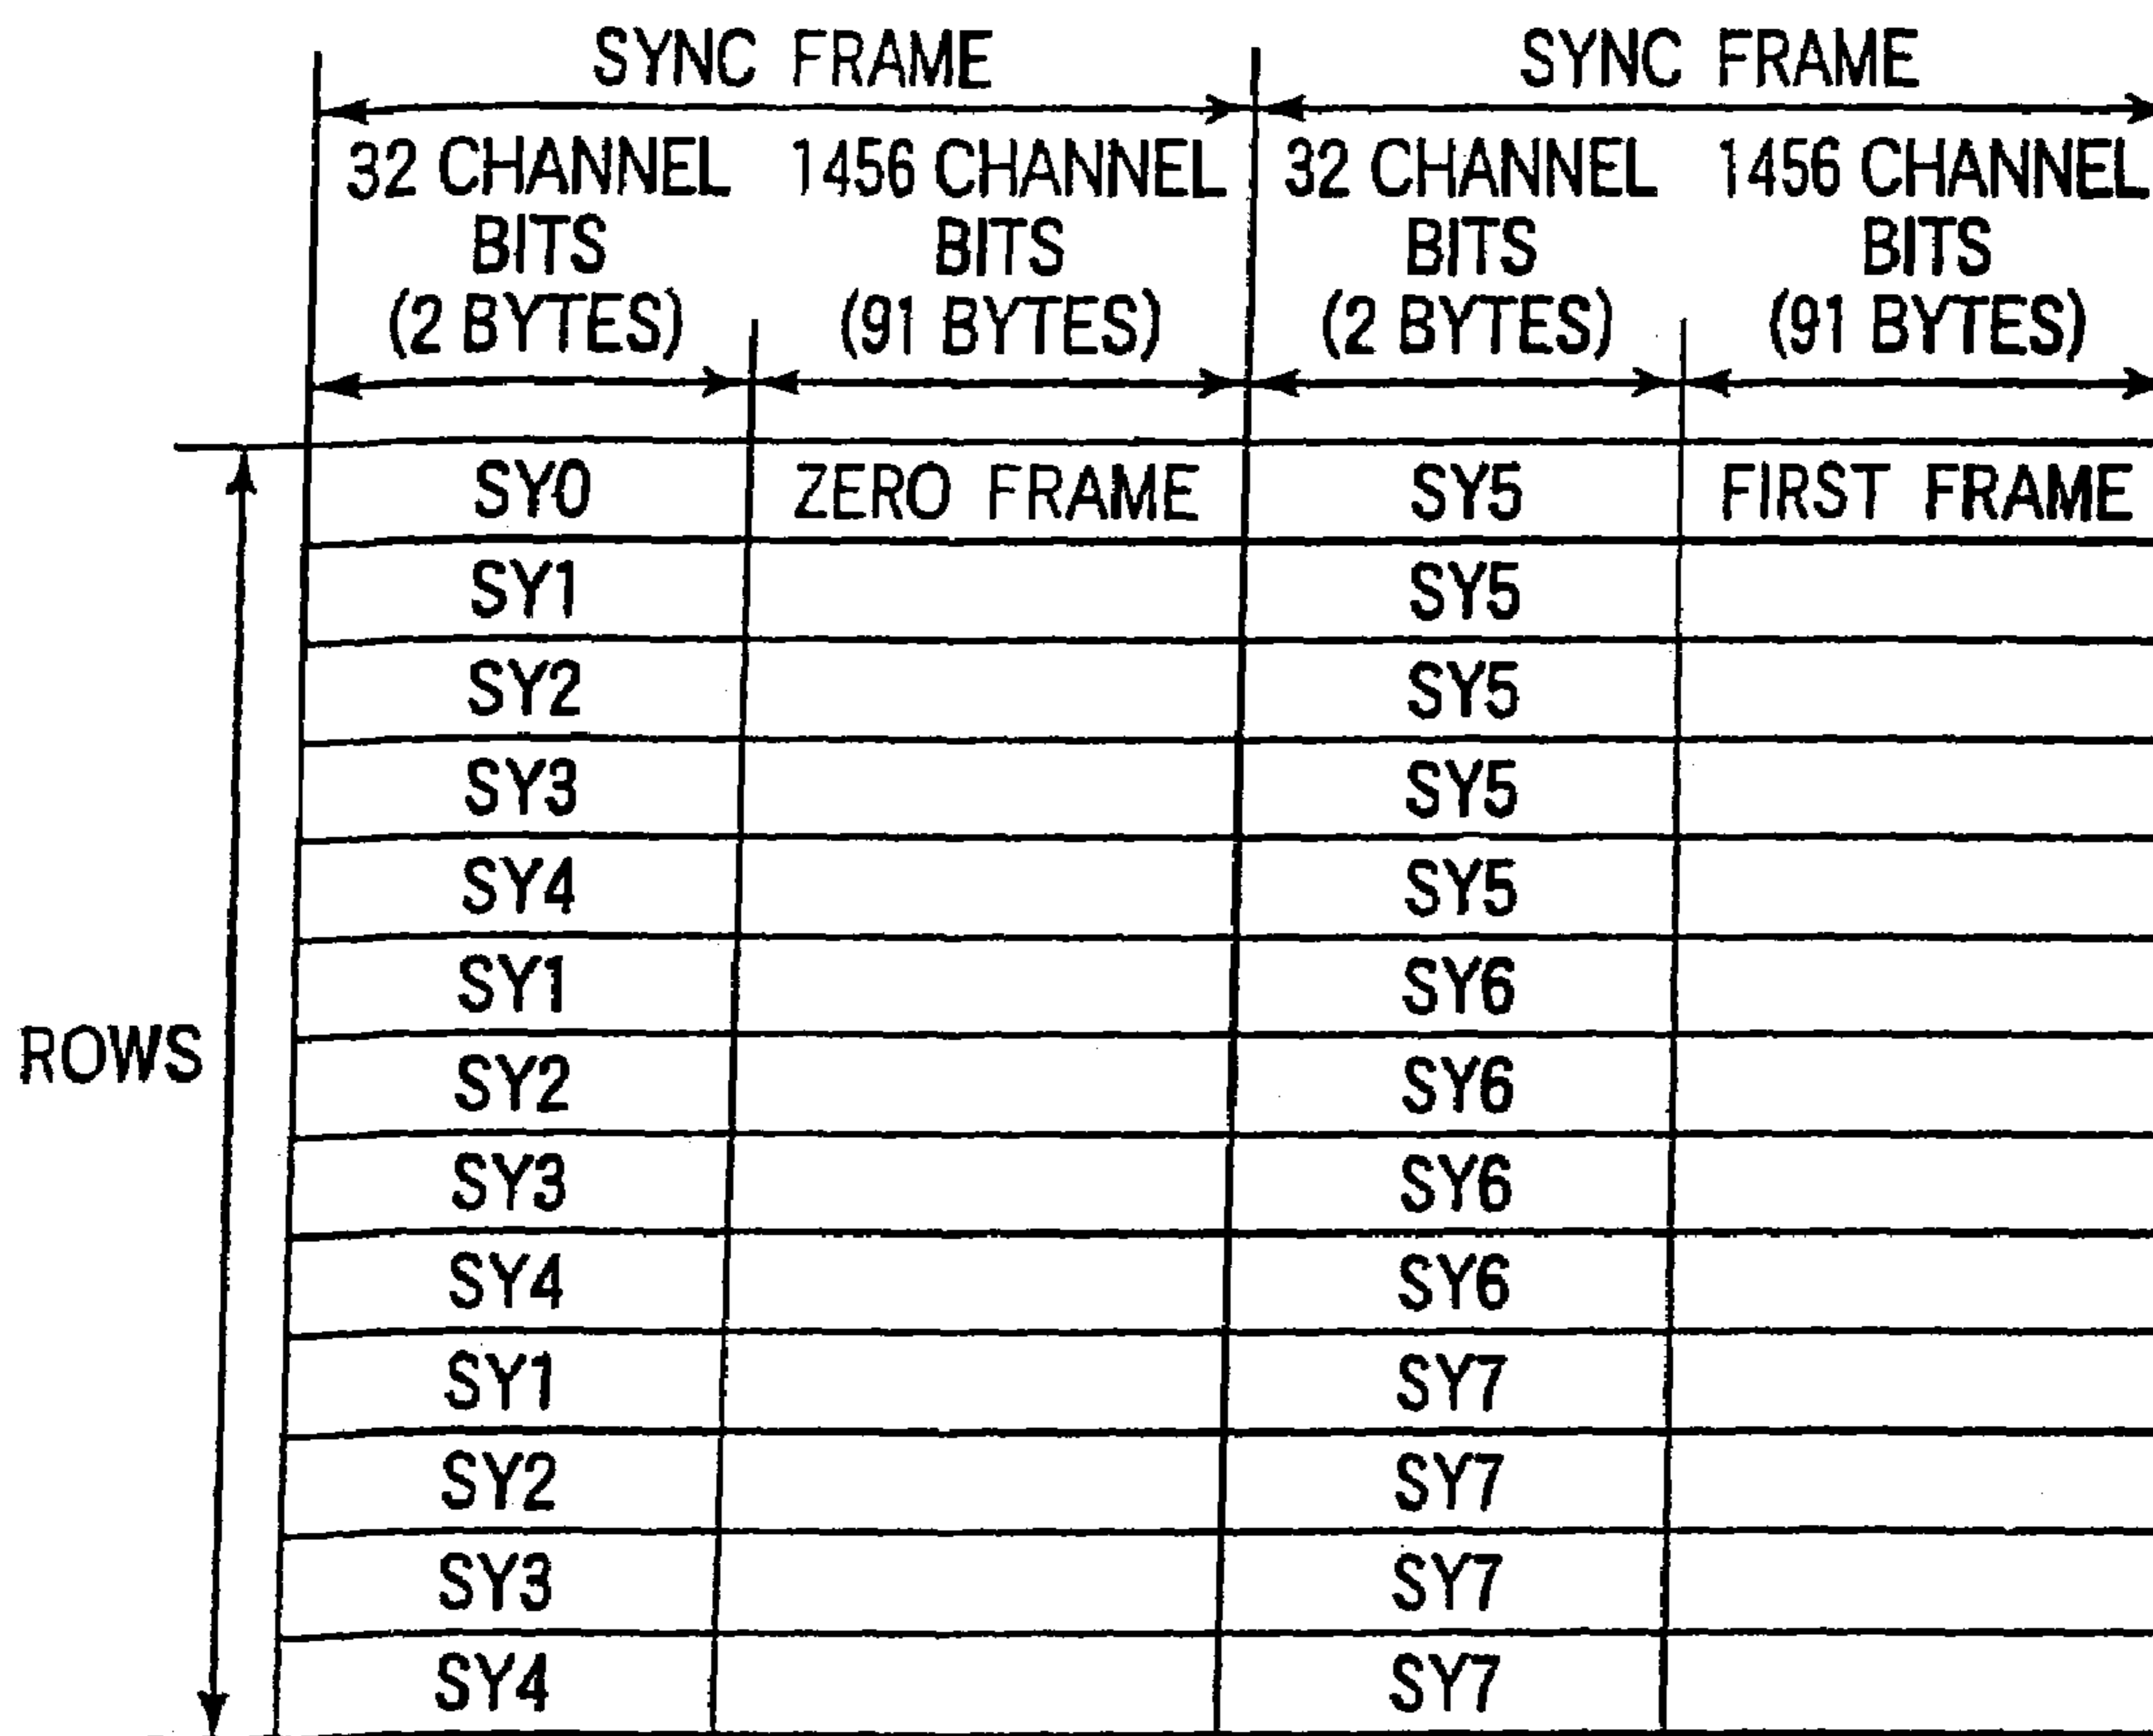 SYNC FRAME SYNC FRAME
32 CHANNEL BITS (2 BYTES) 1456 CHANNEL BITS (91 BYTES) 32 CHANNEL BITS (2 BYTES) 1456 CHANNEL BITS (91 BYTES)
SY0 ZERO FRAME SY5 FIRST FRAME
SY1 SY5
SY2 SY5
SY3 SY5
SY4 SY5
SY1 SY6
ROWS
SY2 SY6
SY3 SY6
SY4 SY6
SY1 SY7
SY2 SY7
SY3 SY7
SY4 SY7